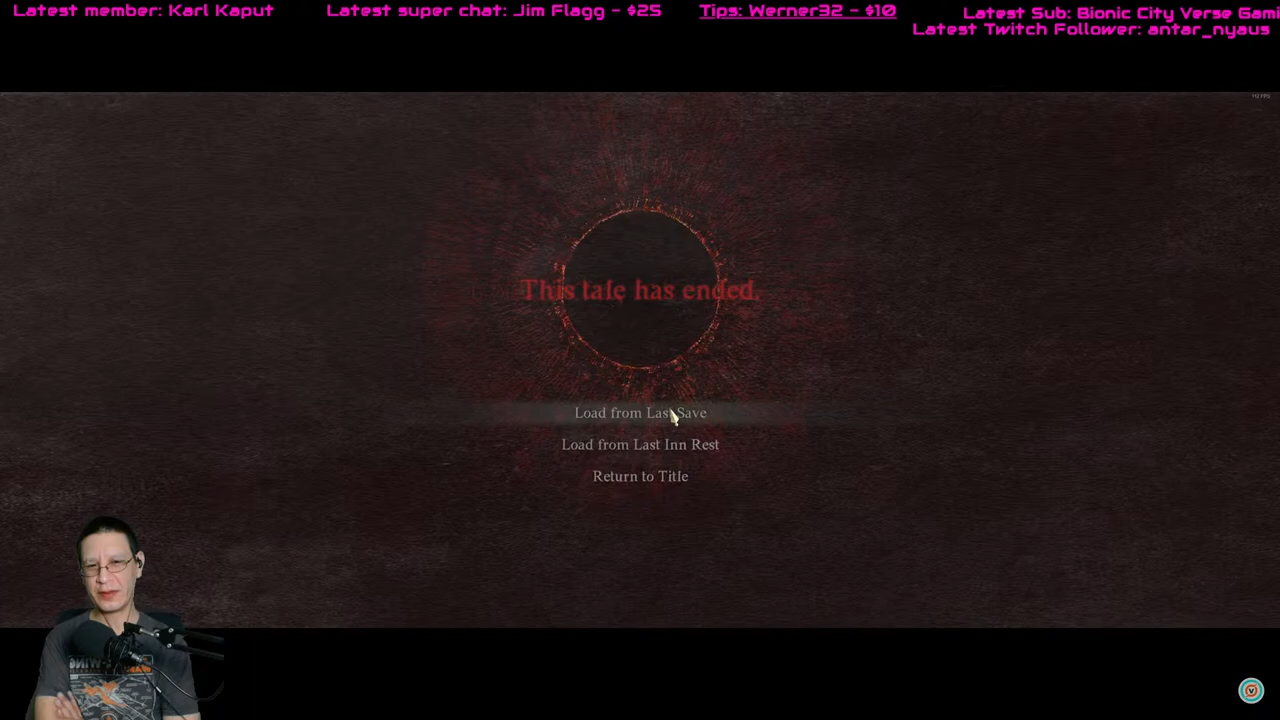 Latest member: Karl Kaput
Latest super chat: Jim Flagg - $25
Tips: Werner32 - $10
Latest Sub: Bionic City Verse Gami
Latest Twitch Follower: antar_nyaus
112 FPS
This tale has ended.
Load from Last Save
Load from Last Inn Rest
Return to Title